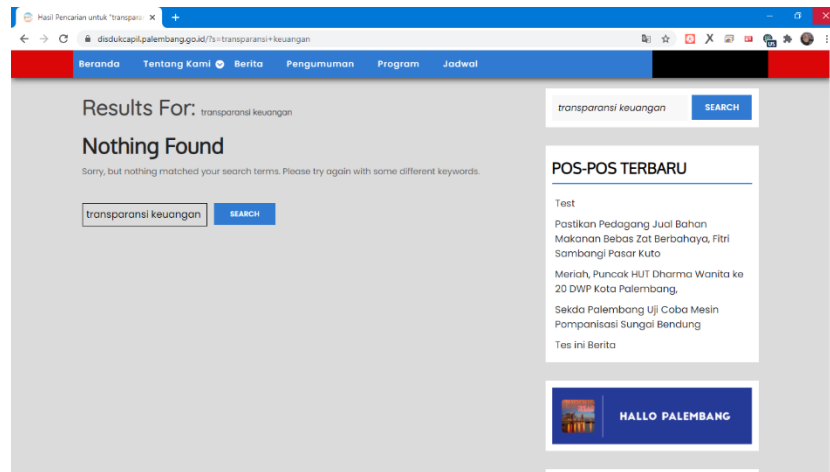 Hasil Pencarian untuk "transpara
disdukcapil.palembang.go.id/?s=transparansi+keuangan
Beranda Tentang Kami Berita Pengumuman Program Jadwal
Results For: transparansi keuangan
Nothing Found
Sorry, but nothing matched your search terms. Please try again with some different keywords.
transparansi keuangan SEARCH
transparansi keuangan SEARCH
POS-POS TERBARU
Test
Pastikan Pedagang Jual Bahan
Makanan Bebas Zat Berbahaya, Fitri
Sambangi Pasar Kuto
Meriah, Puncak HUT Dharma Wanita ke
20 DWP Kota Palembang,
Sekda Palembang Uji Coba Mesin
Pompanisasi Sungai Bendung
Tes ini Berita
HALLO PALEMBANG